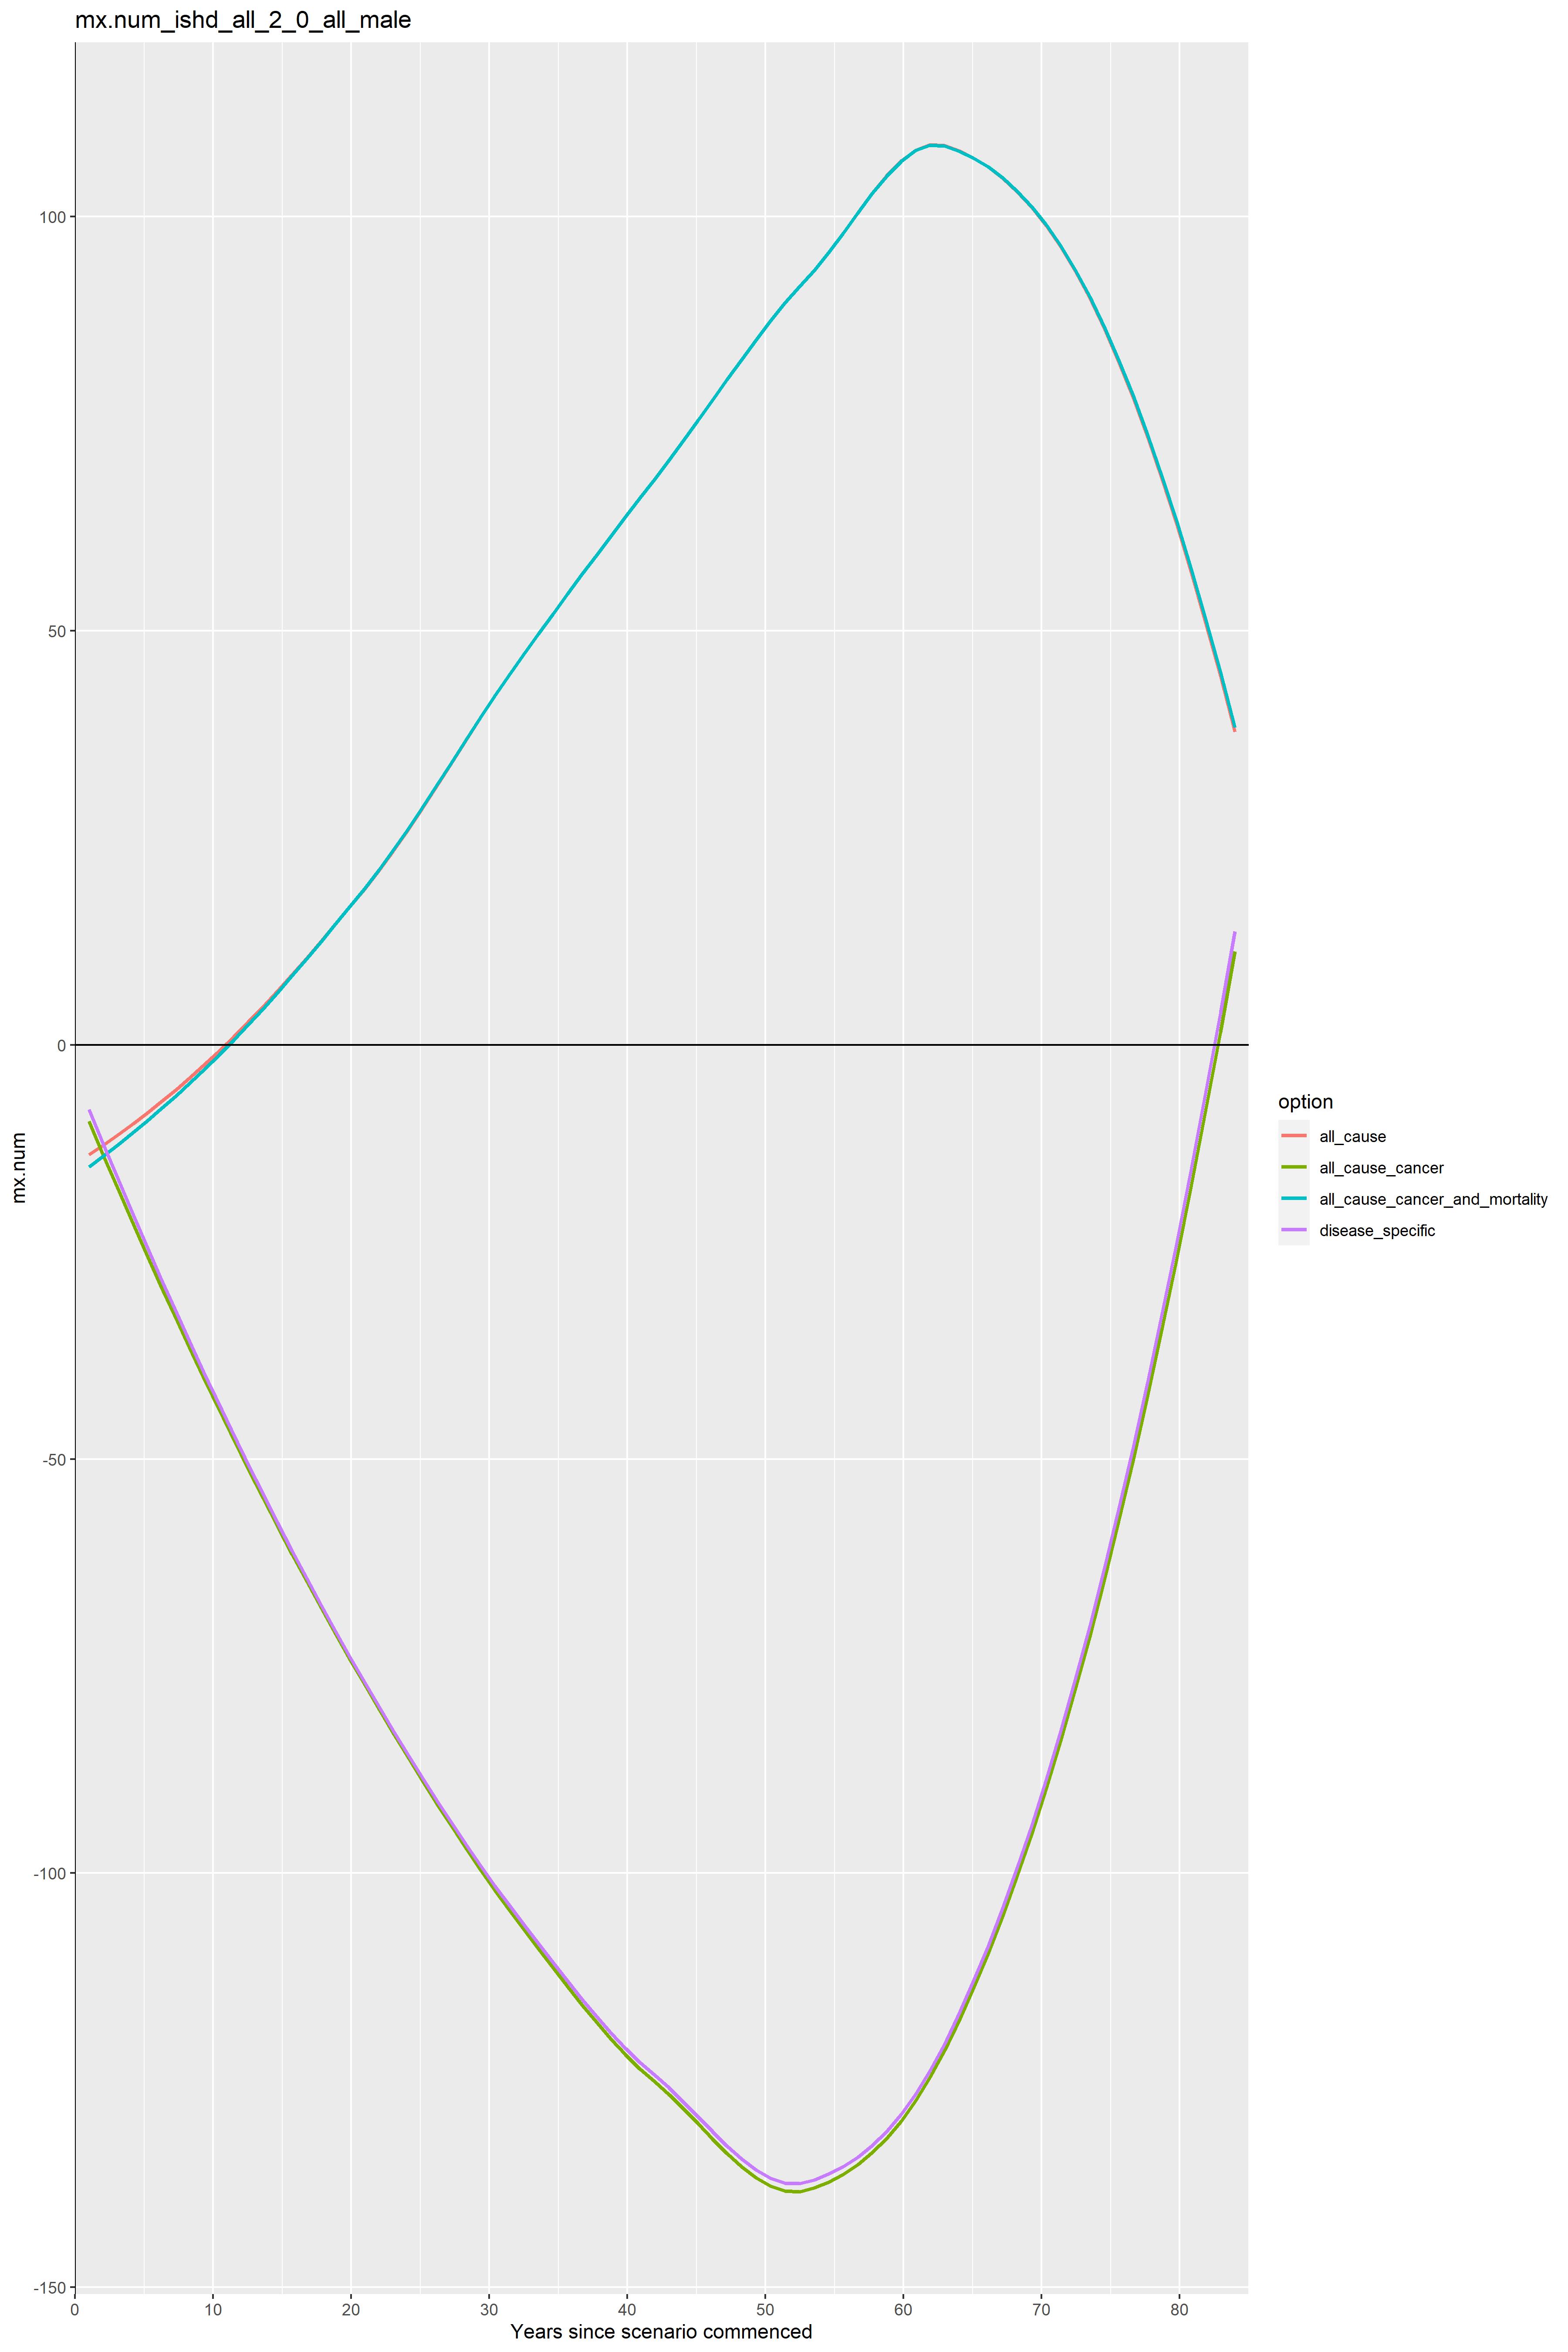 mx.num_ishd_all_2_0_all_male
mx.num
100
50
0
-50
-100
-150
0 10 20 30 40 50 60 70 80
Years since scenario commenced
option
all_cause
all_cause_cancer
all_cause_cancer_and_mortality
disease_specific